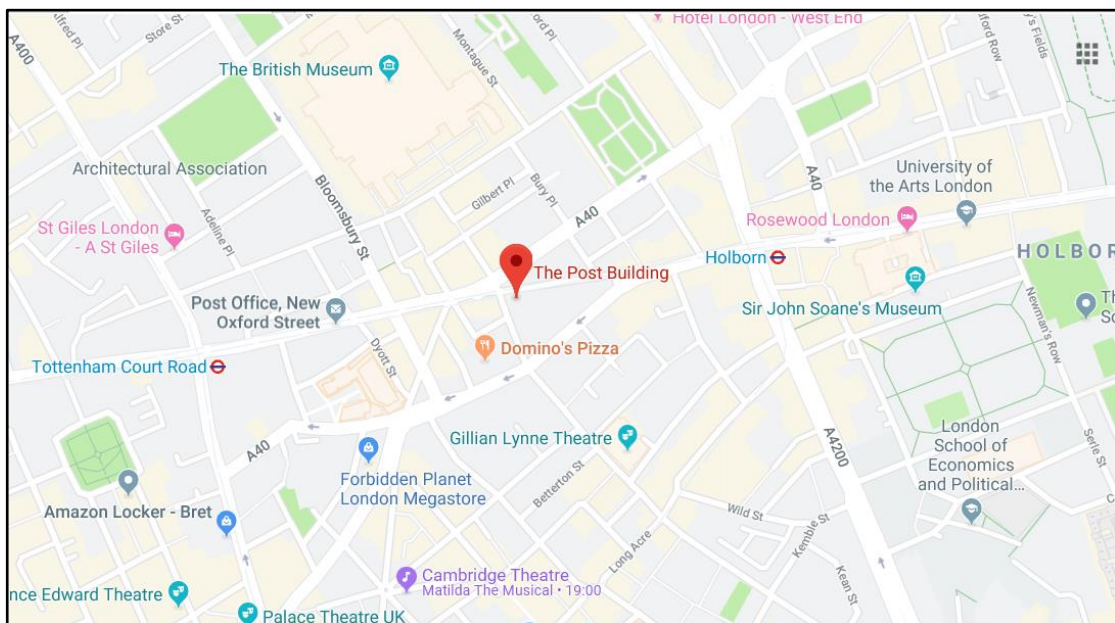 Hotel London - West End
A400
Store St
The British Museum
Montague St
Architectural Association
Bloomsbury St
Gilbert Pl
Bury Pl
A40
A40
University of
the Arts London
St Giles London
- A St Giles
Adeline Pl
Rosewood London
Holborn
HOLBOR
The Post Building
Post Office, New
Oxford Street
Sir John Soane's Museum
Newman's Row
Th
Sc
Domino's Pizza
Tottenham Court Road
Dyott St
A40
Gillian Lynne Theatre
A4200
London
School of
Economics
and Political...
Serle St
Forbidden Planet
London Megastore
Betterton St
Amazon Locker - Bret
Wild St
Kemble St
Long Acre
Kean St
Cambridge Theatre
Matilda The Musical • 19:00
nce Edward Theatre
Palace Theatre UK